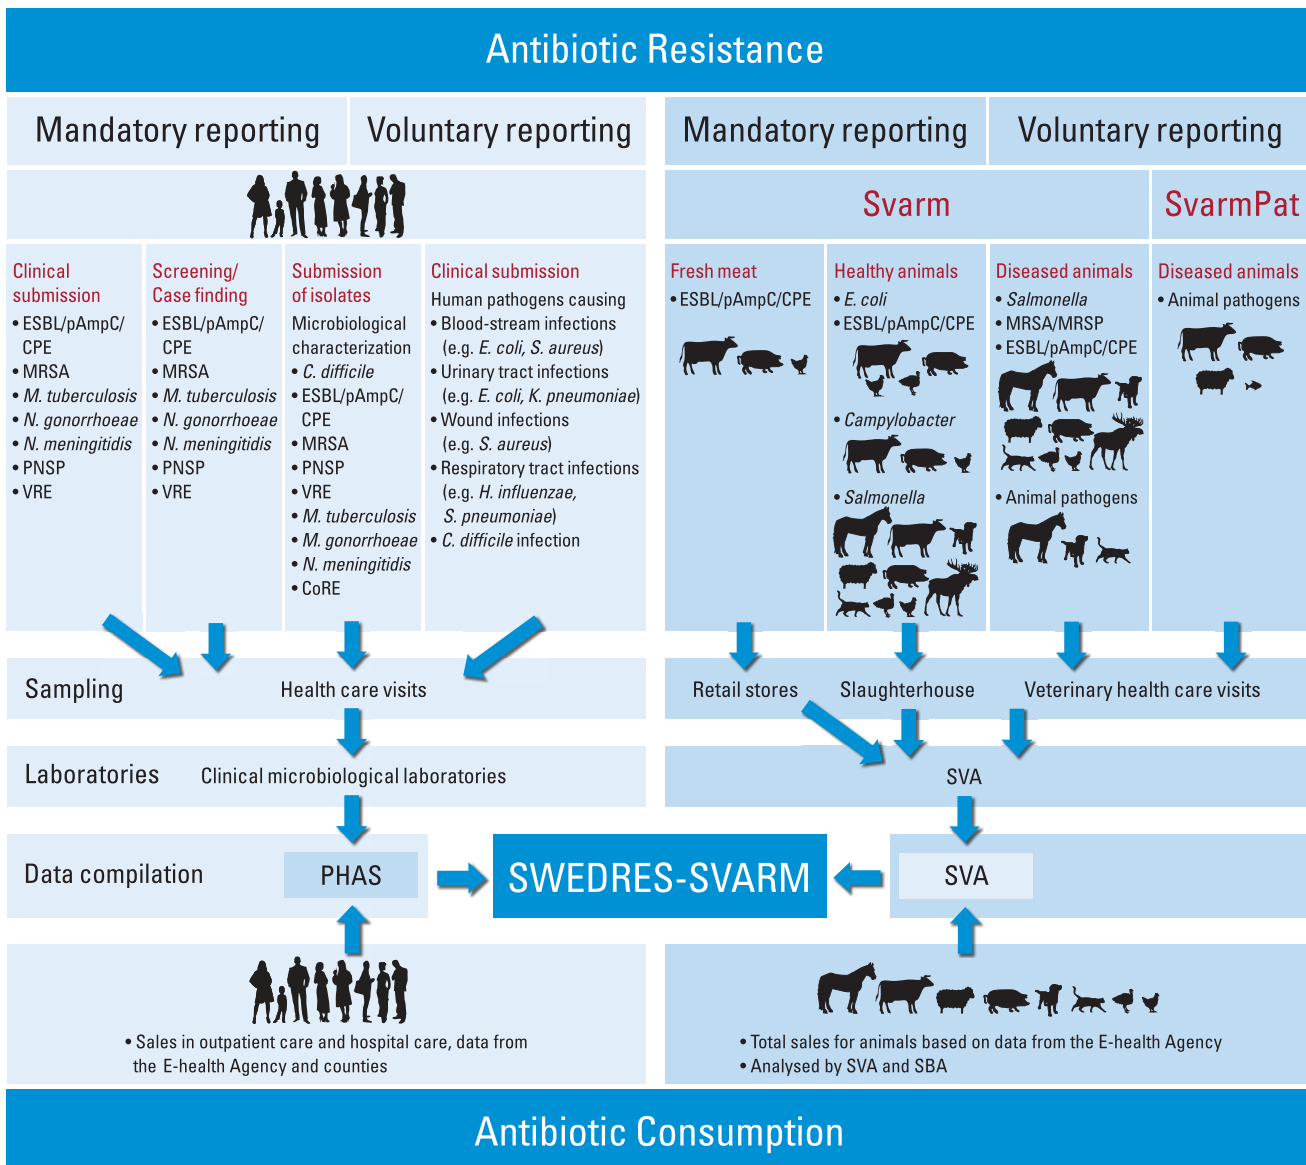 Antibiotic Resistance
Mandatory reporting
Voluntary reporting
Mandatory reporting
Voluntary reporting
Svarm
SvarmPat
Clinical
submission
• ESBL/pAmpC/
CPE
• MRSA
• M. tuberculosis
• N. gonorrhoeae
• N. meningitidis
• PNSP
• VRE
Screening/
Case finding
• ESBL/pAmpC/
CPE
• MRSA
• M. tuberculosis
• N. gonorrhoeae
• N. meningitidis
• PNSP
• VRE
Submission
of isolates
Microbiological
characterization
• C. difficile
• ESBL/pAmpC/
CPE
• MRSA
• PNSP
• VRE
• M. tuberculosis
• M. gonorrhoeae
• N. meningitidis
• CoRE
Clinical submission
Human pathogens causing
• Blood-stream infections
(e.g. E. coli, S. aureus)
• Urinary tract infections
(e.g. E. coli, K. pneumoniae)
• Wound infections
(e.g. S. aureus)
• Respiratory tract infections
(e.g. H. influenzae,
S. pneumoniae)
• C. difficile infection
Fresh meat
• ESBL/pAmpC/CPE
Healthy animals
• E. coli
• ESBL/pAmpC/CPE
• Campylobacter
• Salmonella
Diseased animals
• Salmonella
• MRSA/MRSP
• ESBL/pAmpC/CPE
• Animal pathogens
Diseased animals
• Animal pathogens
Sampling
Health care visits
Retail stores
Slaughterhouse
Veterinary health care visits
Laboratories
Clinical microbiological laboratories
SVA
Data compilation
PHAS
SWEDRES-SVARM
SVA
• Sales in outpatient care and hospital care, data from
the E-health Agency and counties
• Total sales for animals based on data from the E-health Agency
• Analysed by SVA and SBA
Antibiotic Consumption